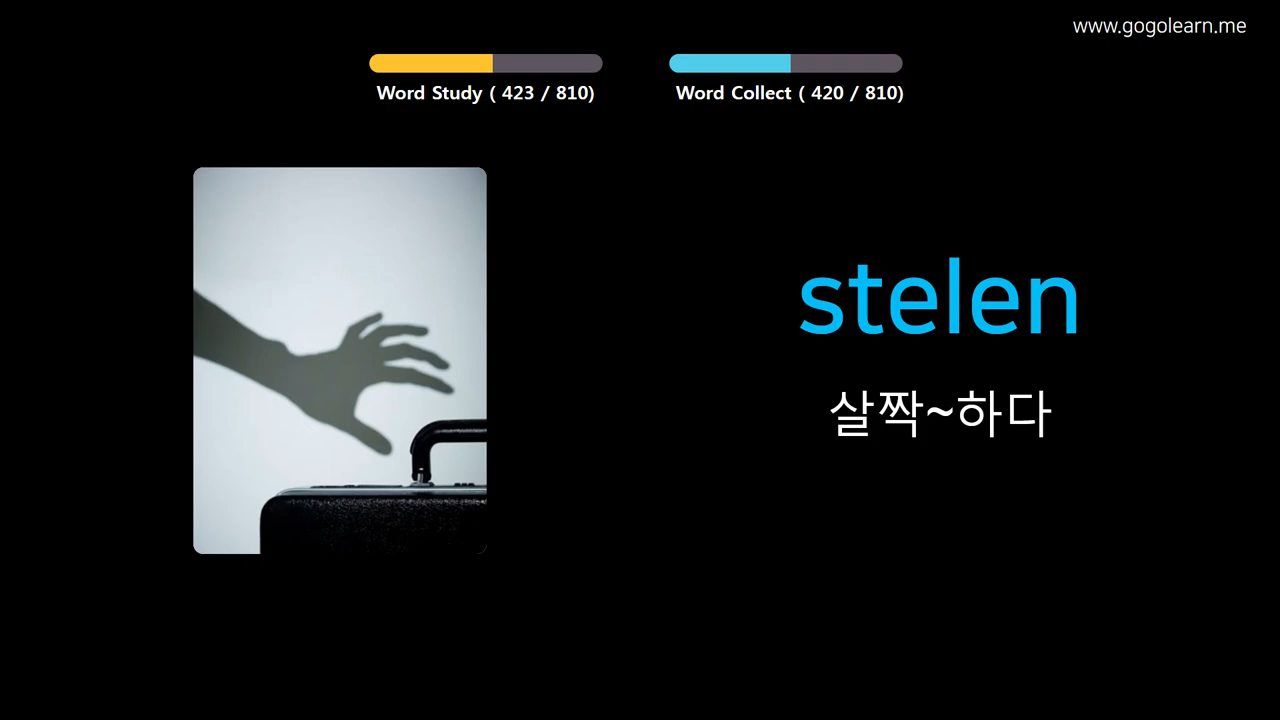 www.gogolearn.me
Word Study ( 423 / 810)
Word Collect ( 420 / 810)
stelen
살짝~하다